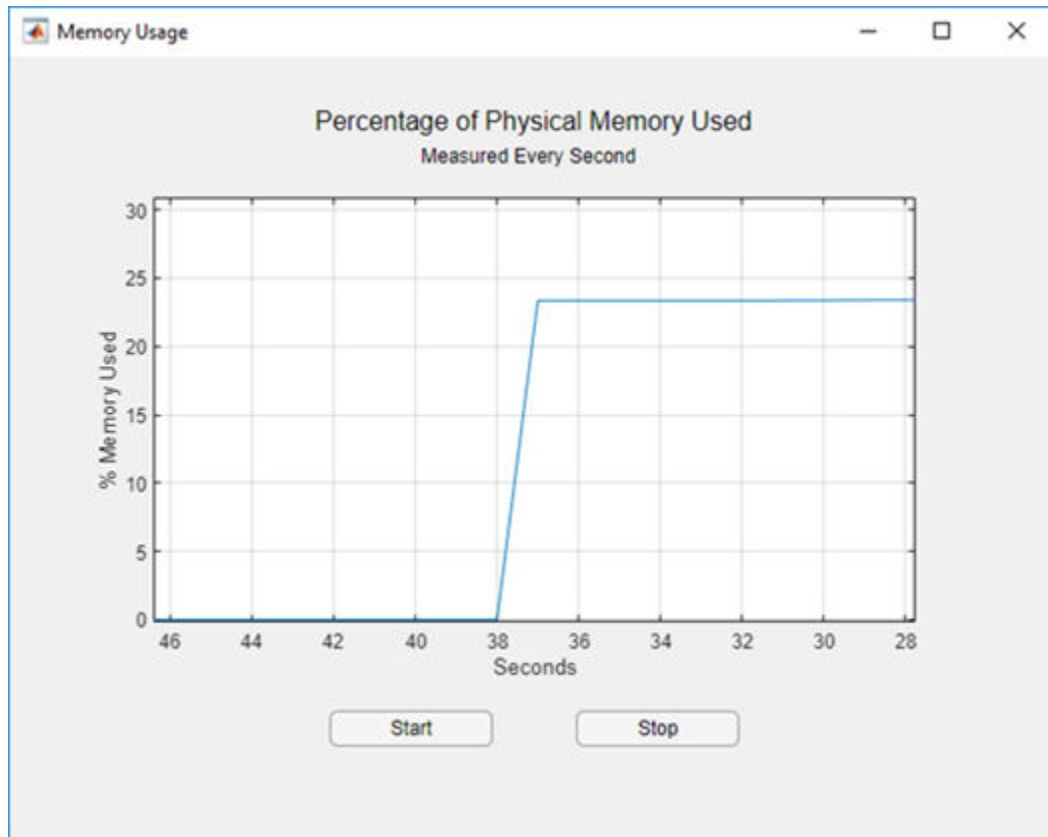 Memory Usage
Percentage of Physical Memory Used
Measured Every Second
30
25
20
15
10
5
0
% Memory Used
46 44 42 40 38 36 34 32 30 28
Seconds
Start Stop